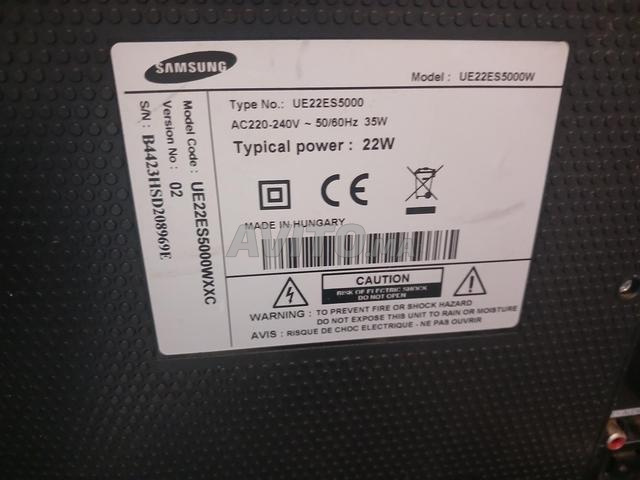 SAMSUNG
Model : UE22ES5000W
Type No.: UE22ES5000
AC220-240V ~ 50/60Hz 35W
Typical power : 22W
MADE IN HUNGARY
AVITO.ma
CAUTION
RISK OF ELECTRIC SHOCK
DO NOT OPEN
WARNING : TO PREVENT FIRE OR SHOCK HAZARD
DO NOT EXPOSE THIS UNIT TO RAIN OR MOISTURE
AVIS : RISQUE DE CHOC ELECTRIQUE - NE PAS OUVRIR
Model Code : UE22ES5000WXXC
Version No : 02
S/N : B4423HSD208969E